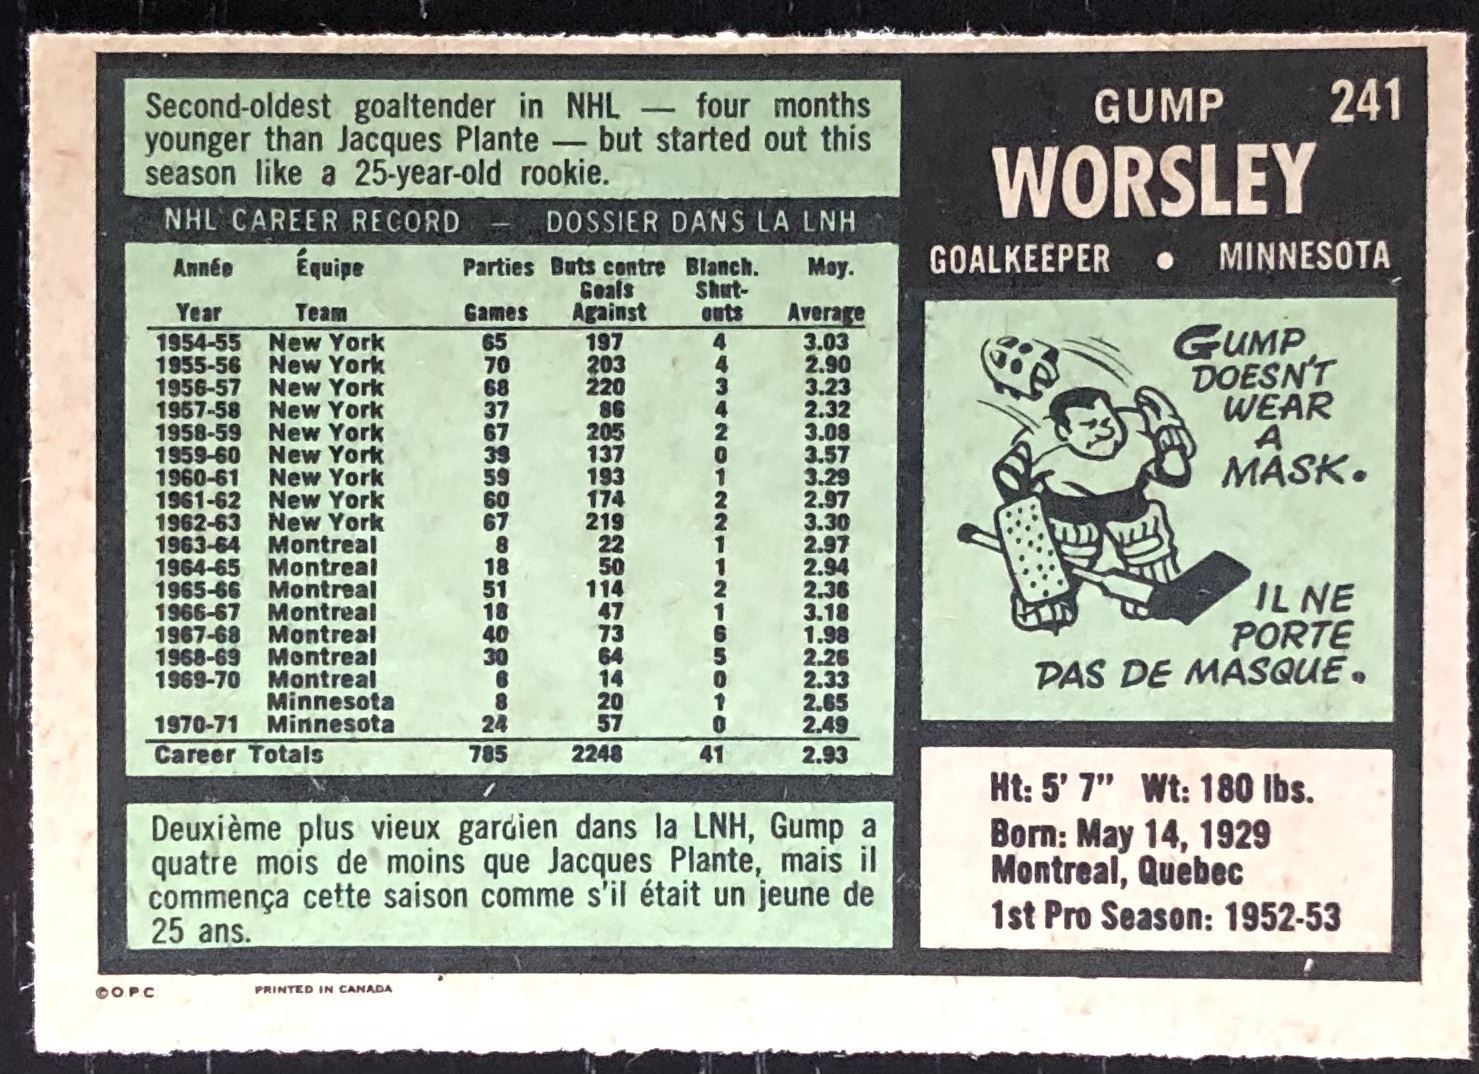 Second-oldest goaltender in NHL — four months
younger than Jacques Plante — but started out this
season like a 25-year-old rookie.
NHL CAREER RECORD — DOSSIER DANS LA LNH
Année Équipe Parties Buts contre Blanch. Moy.
Goals Shut-
Year Team Games Against outs Average
1954-55 New York 65 197 4 3.03
1955-56 New York 70 203 4 2.90
1956-57 New York 68 220 3 3.23
1957-58 New York 37 86 4 2.32
1958-59 New York 67 205 2 3.08
1959-60 New York 39 137 0 3.57
1960-61 New York 59 193 1 3.29
1961-62 New York 60 174 2 2.97
1962-63 New York 67 219 2 3.30
1963-64 Montreal 8 22 1 2.97
1964-65 Montreal 18 50 1 2.94
1965-66 Montreal 51 114 2 2.36
1966-67 Montreal 18 47 1 3.18
1967-68 Montreal 40 73 6 1.98
1968-69 Montreal 30 64 5 2.26
1969-70 Montreal 6 14 0 2.33
Minnesota 8 20 1 2.65
1970-71 Minnesota 24 57 0 2.49
Career Totals 785 2248 41 2.93
Deuxième plus vieux gardien dans la LNH, Gump a
quatre mois de moins que Jacques Plante, mais il
commença cette saison comme s'il était un jeune de
25 ans.
GUMP 241
WORSLEY
GOALKEEPER • MINNESOTA
GUMP
DOESN'T
WEAR
A
MASK.
IL NE
PORTE
PAS DE MASQUE.
Ht: 5' 7" Wt: 180 lbs.
Born: May 14, 1929
Montreal, Quebec
1st Pro Season: 1952-53
© O P C PRINTED IN CANADA